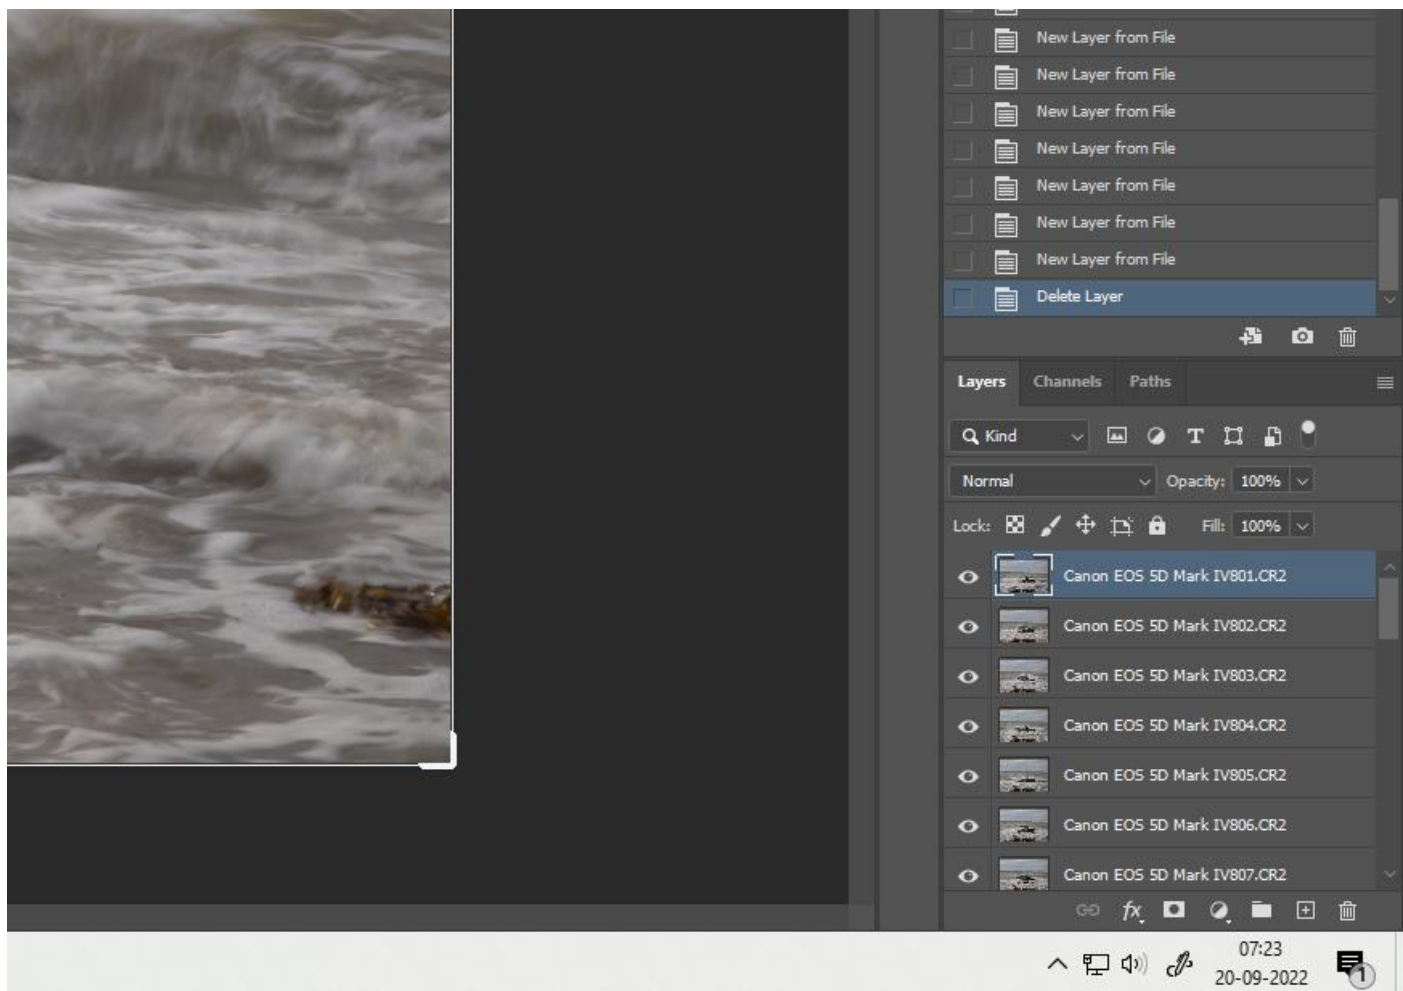 New Layer from File
New Layer from File
New Layer from File
New Layer from File
New Layer from File
New Layer from File
New Layer from File
Delete Layer
Layers Channels Paths
Kind
Normal Opacity: 100%
Lock: Fill: 100%
Canon EOS 5D Mark IV801.CR2
Canon EOS 5D Mark IV802.CR2
Canon EOS 5D Mark IV803.CR2
Canon EOS 5D Mark IV804.CR2
Canon EOS 5D Mark IV805.CR2
Canon EOS 5D Mark IV806.CR2
Canon EOS 5D Mark IV807.CR2
fx
07:23
20-09-2022
1